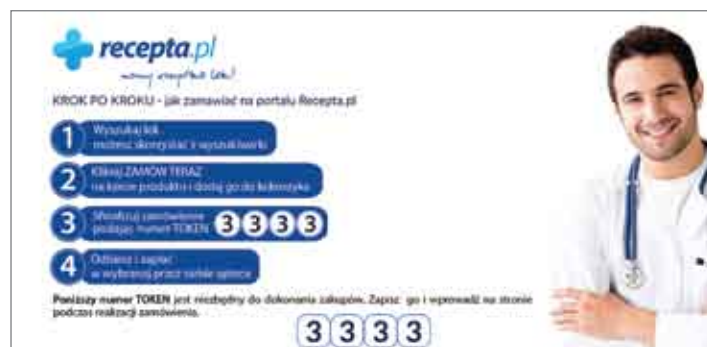 recepta.pl
nowy receptus lek!
KROK PO KROKU - jak zamawiać na portalu Recepta.pl
1 Wyszukaj lek
możesz skorzystać z wyszukiwarki
2 Kliknij ZAMÓW TERAZ
na karcie produktu i dodaj go do koszyka
3 Sfinalizuj zamówienie
podając numer TOKEN 3 3 3 3
4 Odbierz i zapłać
w wybranej przez siebie aptece
Poniższy numer TOKEN jest niezbędny do dokonania zakupów. Zapisz go i wprowadź na stronie
podczas realizacji zamówienia.
3 3 3 3